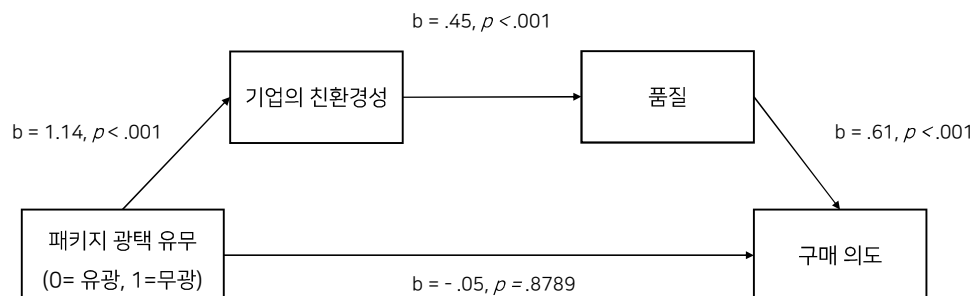 b = .45, p < .001
기업의 친환경성
품질
b = 1.14, p < .001
b = .61, p < .001
패키지 광택 유무
(0= 유광, 1=무광)
구매 의도
b = - .05, p = .8789